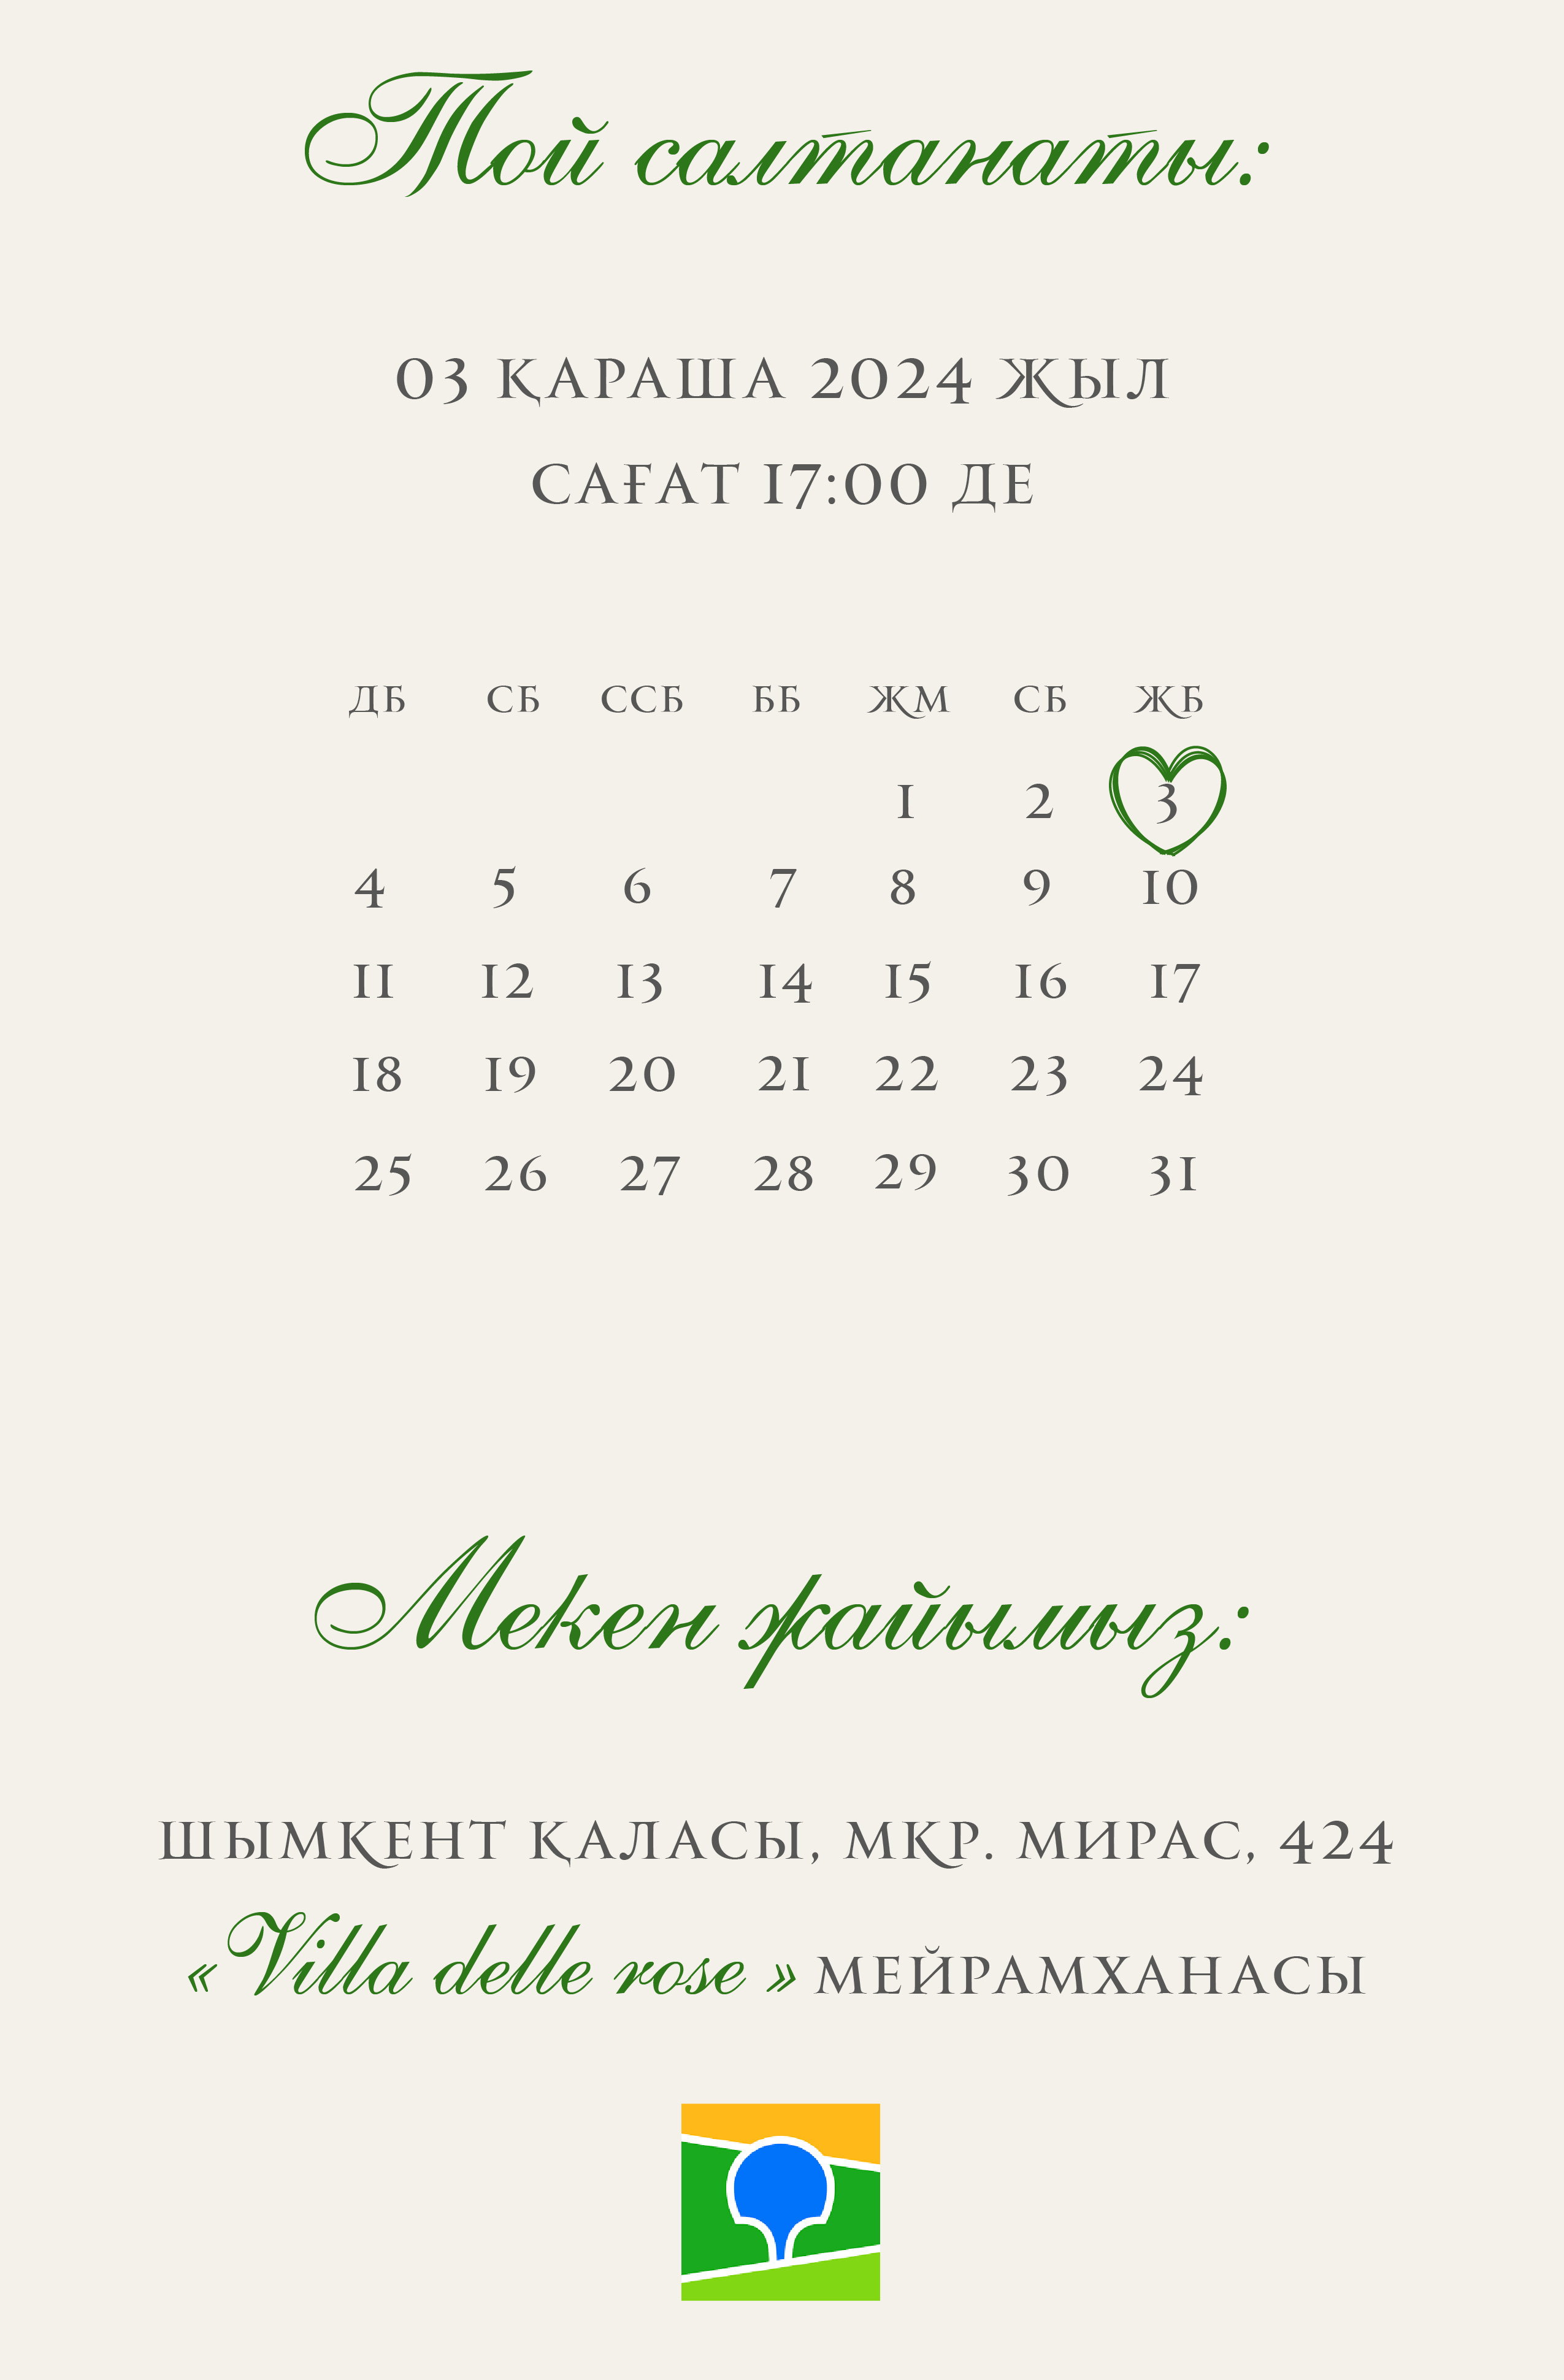 Той салтанаты:
03 ҚАРАША 2024 ЖЫЛ
САҒАТ 17:00 ДЕ
ДБ СБ ССБ ББ ЖМ СБ ЖБ
1 2 3
4 5 6 7 8 9 10
11 12 13 14 15 16 17
18 19 20 21 22 23 24
25 26 27 28 29 30 31
Мекен жайымыз:
ШЫМКЕНТ ҚАЛАСЫ, МКР. МИРАС, 424
«Villa delle rose » МЕЙРАМХАНАСЫ